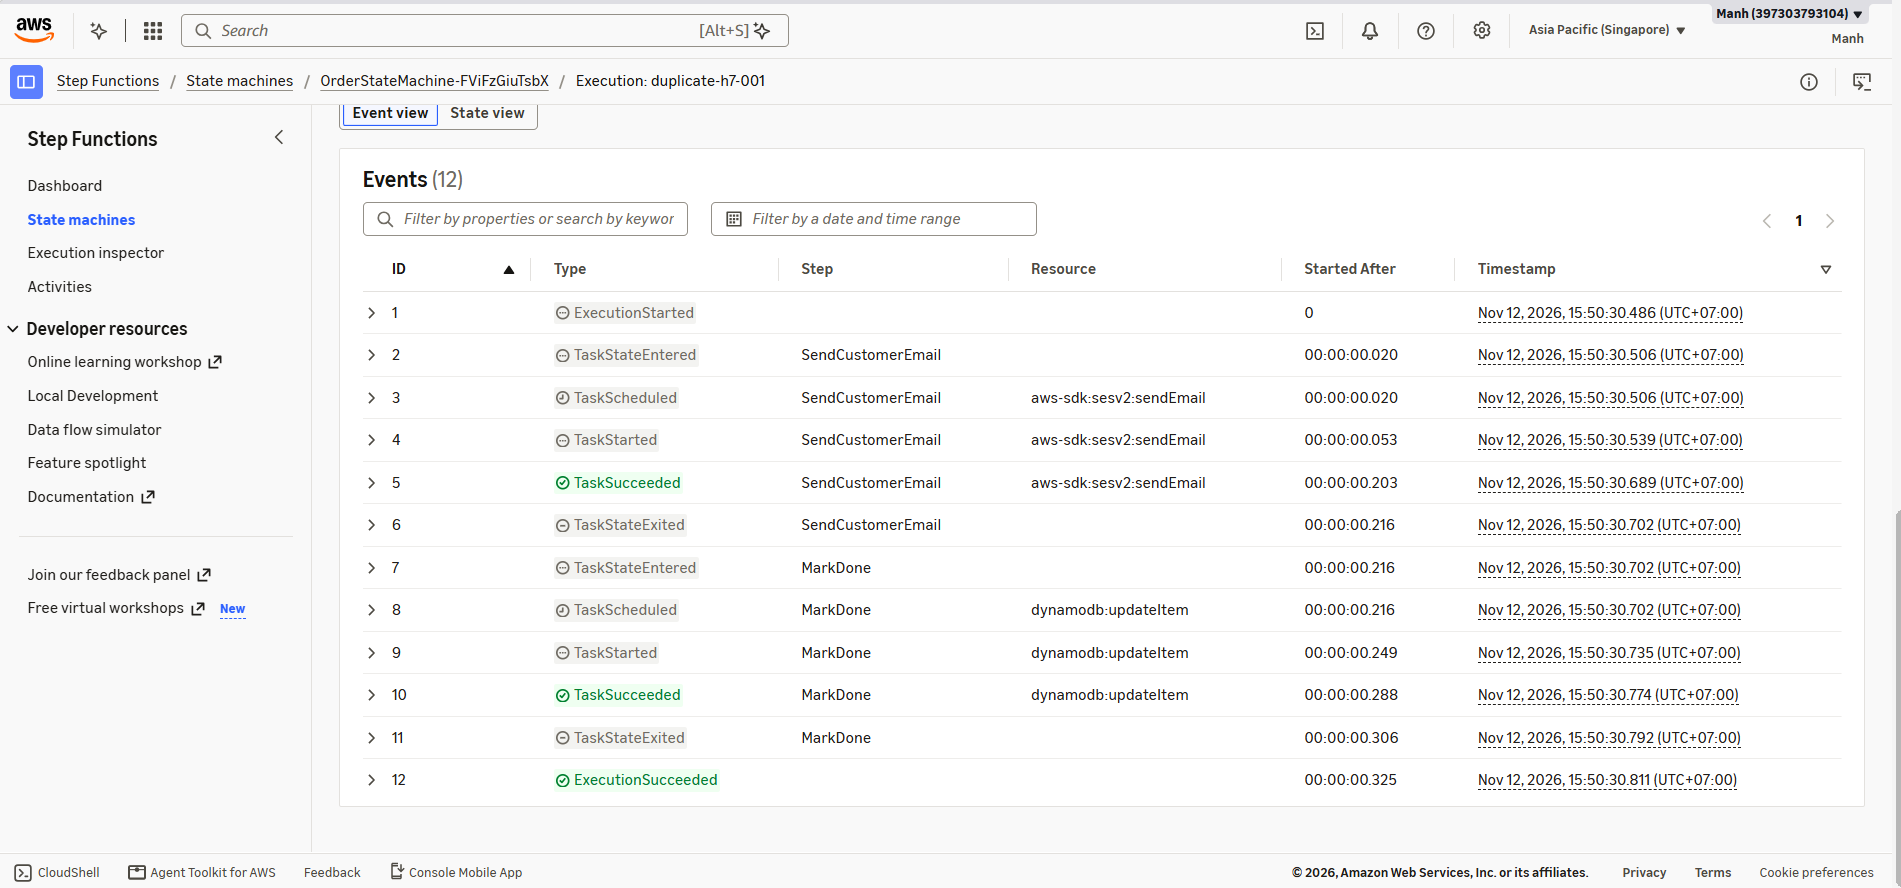 aws
Search [Alt+S]
Asia Pacific (Singapore)
Manh (397303793104)
Manh
Step Functions / State machines / OrderStateMachine-FViFzGiuTsbX / Execution: duplicate-h7-001
Step Functions
Dashboard
State machines
Execution inspector
Activities
Developer resources
Online learning workshop
Local Development
Data flow simulator
Feature spotlight
Documentation
Join our feedback panel
Free virtual workshops New
Event view State view
Events (12)
Filter by properties or search by keywor
Filter by a date and time range
1
ID Type Step Resource Started After Timestamp
1 ExecutionStarted 0 Nov 12, 2026, 15:50:30.486 (UTC+07:00)
2 TaskStateEntered SendCustomerEmail 00:00:00.020 Nov 12, 2026, 15:50:30.506 (UTC+07:00)
3 TaskScheduled SendCustomerEmail aws-sdk:sesv2:sendEmail 00:00:00.020 Nov 12, 2026, 15:50:30.506 (UTC+07:00)
4 TaskStarted SendCustomerEmail aws-sdk:sesv2:sendEmail 00:00:00.053 Nov 12, 2026, 15:50:30.539 (UTC+07:00)
5 TaskSucceeded SendCustomerEmail aws-sdk:sesv2:sendEmail 00:00:00.203 Nov 12, 2026, 15:50:30.689 (UTC+07:00)
6 TaskStateExited SendCustomerEmail 00:00:00.216 Nov 12, 2026, 15:50:30.702 (UTC+07:00)
7 TaskStateEntered MarkDone 00:00:00.216 Nov 12, 2026, 15:50:30.702 (UTC+07:00)
8 TaskScheduled MarkDone dynamodb:updateItem 00:00:00.216 Nov 12, 2026, 15:50:30.702 (UTC+07:00)
9 TaskStarted MarkDone dynamodb:updateItem 00:00:00.249 Nov 12, 2026, 15:50:30.735 (UTC+07:00)
10 TaskSucceeded MarkDone dynamodb:updateItem 00:00:00.288 Nov 12, 2026, 15:50:30.774 (UTC+07:00)
11 TaskStateExited MarkDone 00:00:00.306 Nov 12, 2026, 15:50:30.792 (UTC+07:00)
12 ExecutionSucceeded 00:00:00.325 Nov 12, 2026, 15:50:30.811 (UTC+07:00)
CloudShell Agent Toolkit for AWS Feedback Console Mobile App © 2026, Amazon Web Services, Inc. or its affiliates. Privacy Terms Cookie preferences